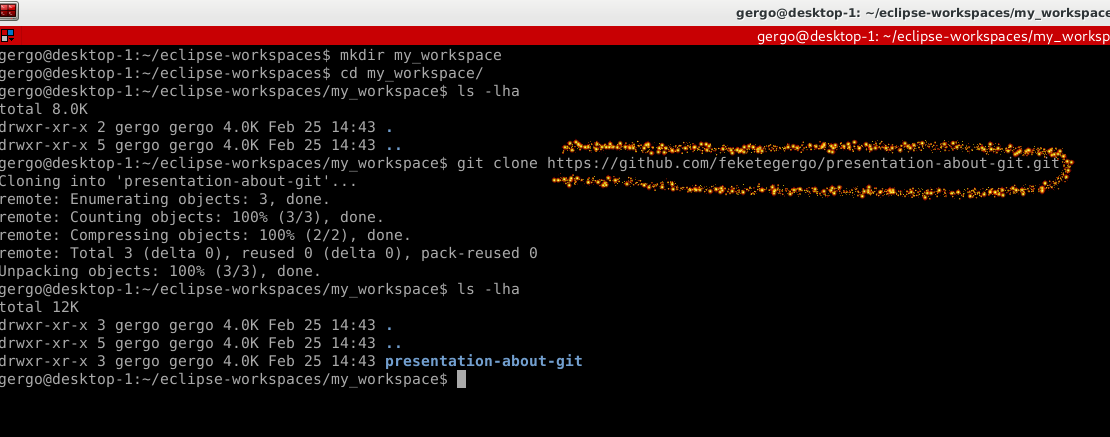 gergo@desktop-1: ~/eclipse-workspaces/my_workspace
gergo@desktop-1: ~/eclipse-workspaces/my_worksp
gergo@desktop-1:~/eclipse-workspaces$ mkdir my_workspace
gergo@desktop-1:~/eclipse-workspaces$ cd my_workspace/
gergo@desktop-1:~/eclipse-workspaces/my_workspace$ ls -lha
total 8.0K
drwxr-xr-x 2 gergo gergo 4.0K Feb 25 14:43 .
drwxr-xr-x 5 gergo gergo 4.0K Feb 25 14:43 ..
gergo@desktop-1:~/eclipse-workspaces/my_workspace$ git clone https://github.com/feketegergo/presentation-about-git.git
Cloning into 'presentation-about-git'...
remote: Enumerating objects: 3, done.
remote: Counting objects: 100% (3/3), done.
remote: Compressing objects: 100% (2/2), done.
remote: Total 3 (delta 0), reused 0 (delta 0), pack-reused 0
Unpacking objects: 100% (3/3), done.
gergo@desktop-1:~/eclipse-workspaces/my_workspace$ ls -lha
total 12K
drwxr-xr-x 3 gergo gergo 4.0K Feb 25 14:43 .
drwxr-xr-x 5 gergo gergo 4.0K Feb 25 14:43 ..
drwxr-xr-x 3 gergo gergo 4.0K Feb 25 14:43 presentation-about-git
gergo@desktop-1:~/eclipse-workspaces/my_workspace$